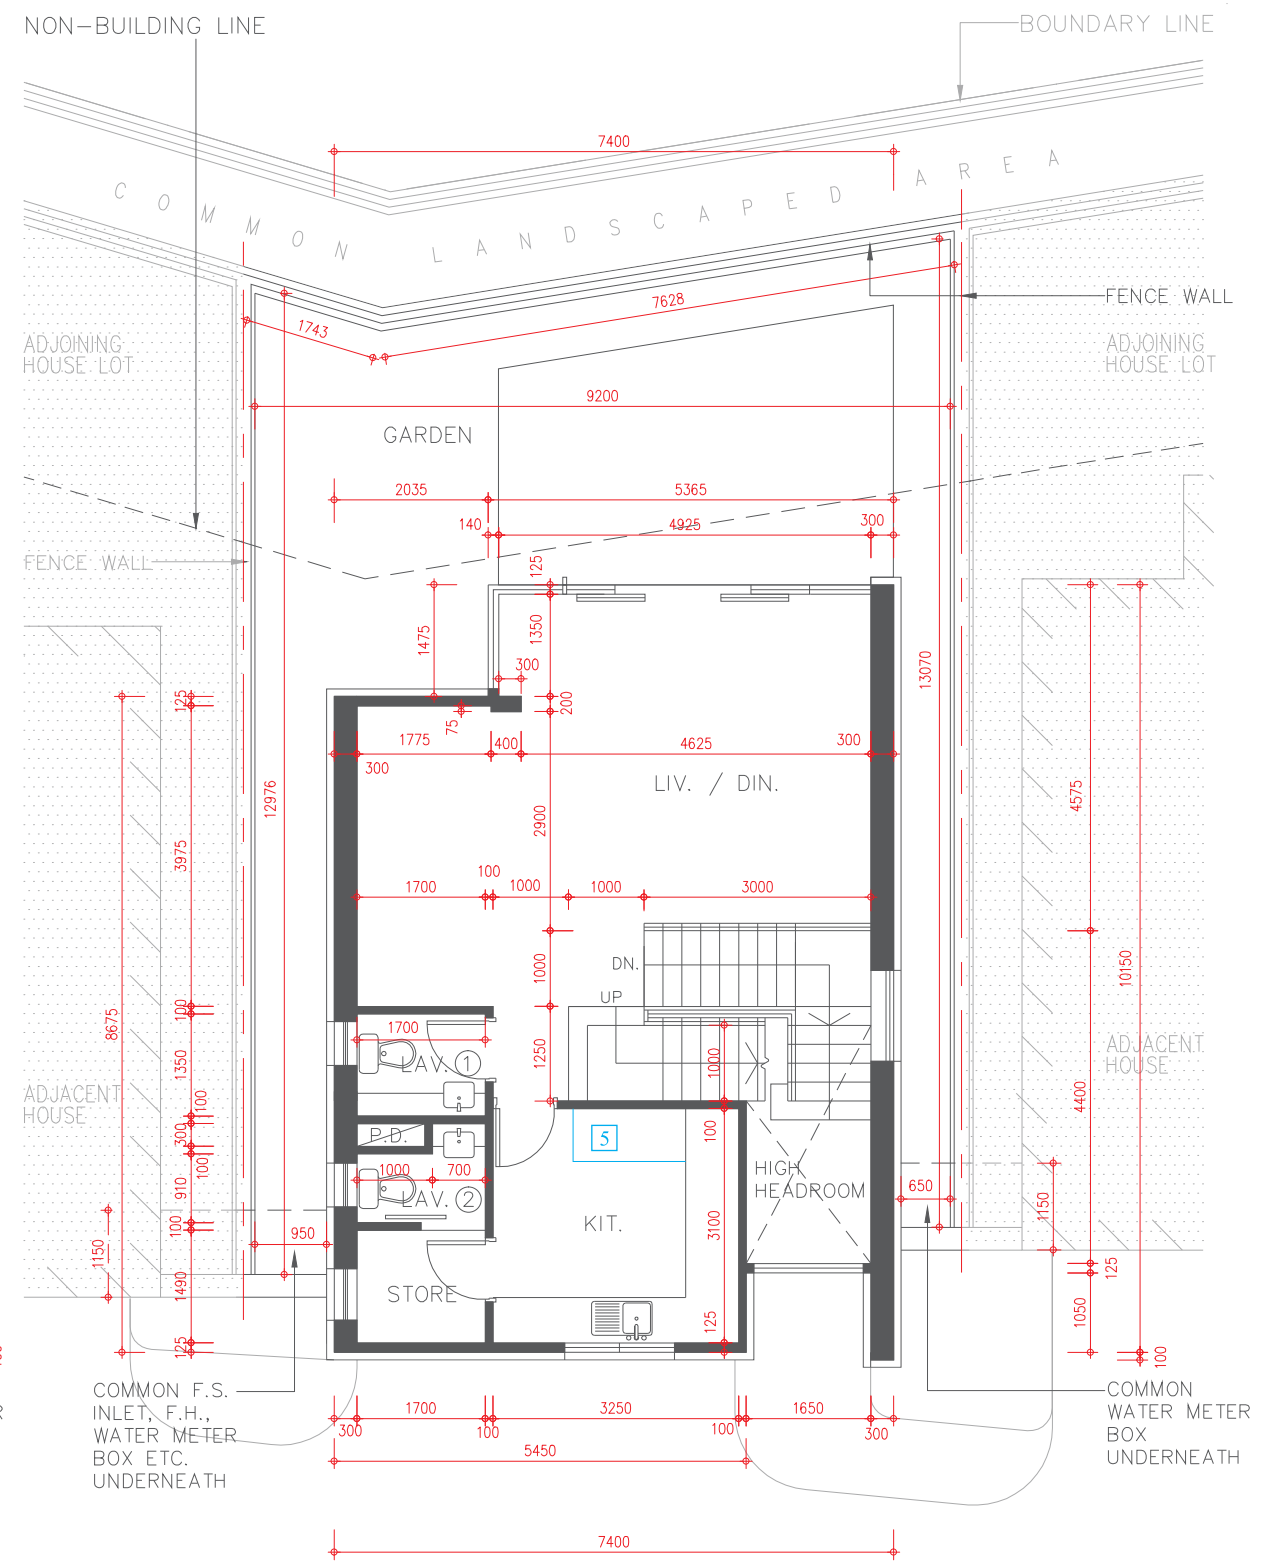 NON-BUILDING LINE
BOUNDARY LINE
7400
COMMON LANDSCAPED AREA
7628
FENCE WALL
1743
ADJOINING
HOUSE LOT
ADJOINING
HOUSE LOT
9200
GARDEN
2035
5365
140
4925
300
FENCE WALL
125
1350
1475
300
13070
125
200
75
1775
400
4625
300
300
LIV. / DIN.
12976
4575
2900
3975
100
1700
1000
1000
3000
DN.
1000
10150
UP
100
8675
1700
1250
1350
LAV. 1
1000
ADJACENT
HOUSE
ADJACENT
HOUSE
100
4400
300
P.D.
100
5
100
1000
700
HIGH
HEADROOM
910
LAV. 2
650
1150
KIT.
3100
100
950
1150
125
1490
STORE
1050
125
125
100
COMMON F.S.
INLET, F.H.,
WATER METER
BOX ETC.
UNDERNEATH
COMMON
WATER METER
BOX
UNDERNEATH
1700
3250
1650
300
100
100
300
5450
7400